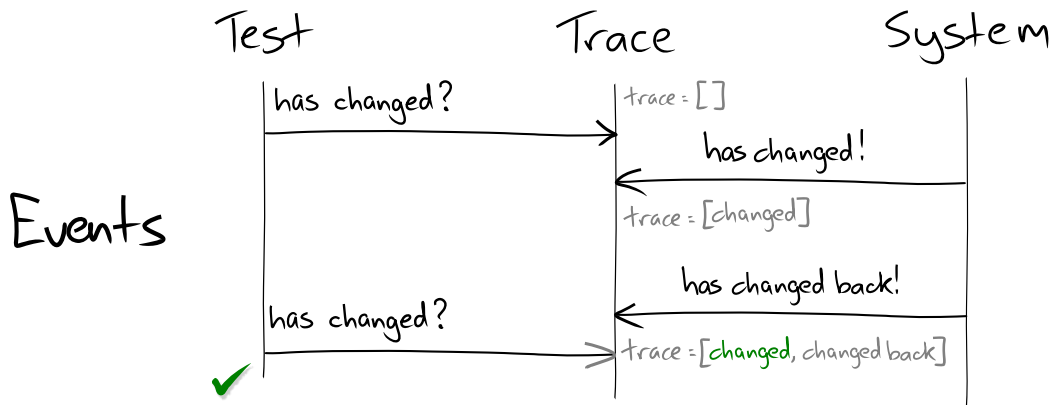 Test
Trace
System
has changed?
trace = []
has changed!
trace = [changed]
Events
has changed back!
has changed?
trace = [changed, changed back]